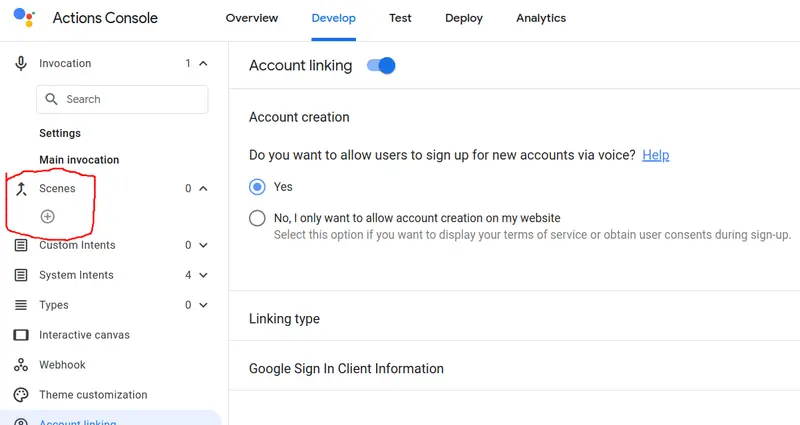 Actions Console
Overview
Develop
Test
Deploy
Analytics
Invocation 1
Search
Settings
Main invocation
Scenes 0
Custom Intents 0
System Intents 4
Types 0
Interactive canvas
Webhook
Theme customization
Account linking
Account linking
Account creation
Do you want to allow users to sign up for new accounts via voice? Help
Yes
No, I only want to allow account creation on my website
Select this option if you want to display your terms of service or obtain user consents during sign-up.
Linking type
Google Sign In Client Information